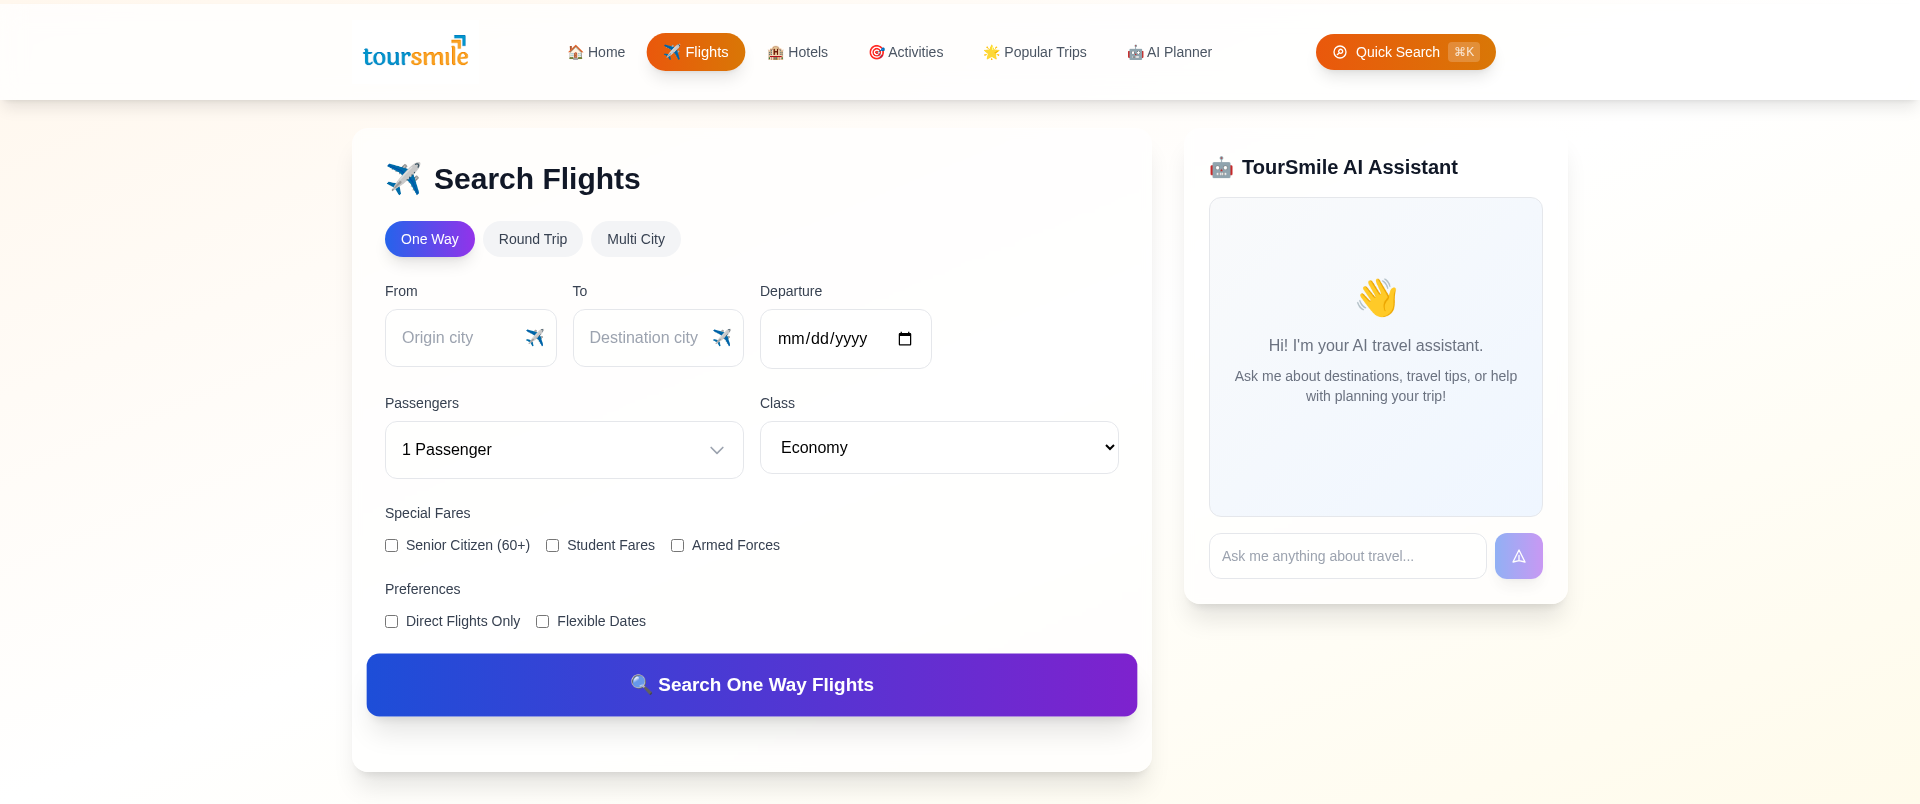 toursmile
Home
Flights
Hotels
Activities
Popular Trips
AI Planner
Quick Search ⌘K
Search Flights
One Way
Round Trip
Multi City
From
To
Departure
Origin city
Destination city
mm/dd/yyyy
Passengers
Class
1 Passenger
Economy
Special Fares
Senior Citizen (60+)
Student Fares
Armed Forces
Preferences
Direct Flights Only
Flexible Dates
Search One Way Flights
TourSmile AI Assistant
Hi! I'm your AI travel assistant.
Ask me about destinations, travel tips, or help
with planning your trip!
Ask me anything about travel...